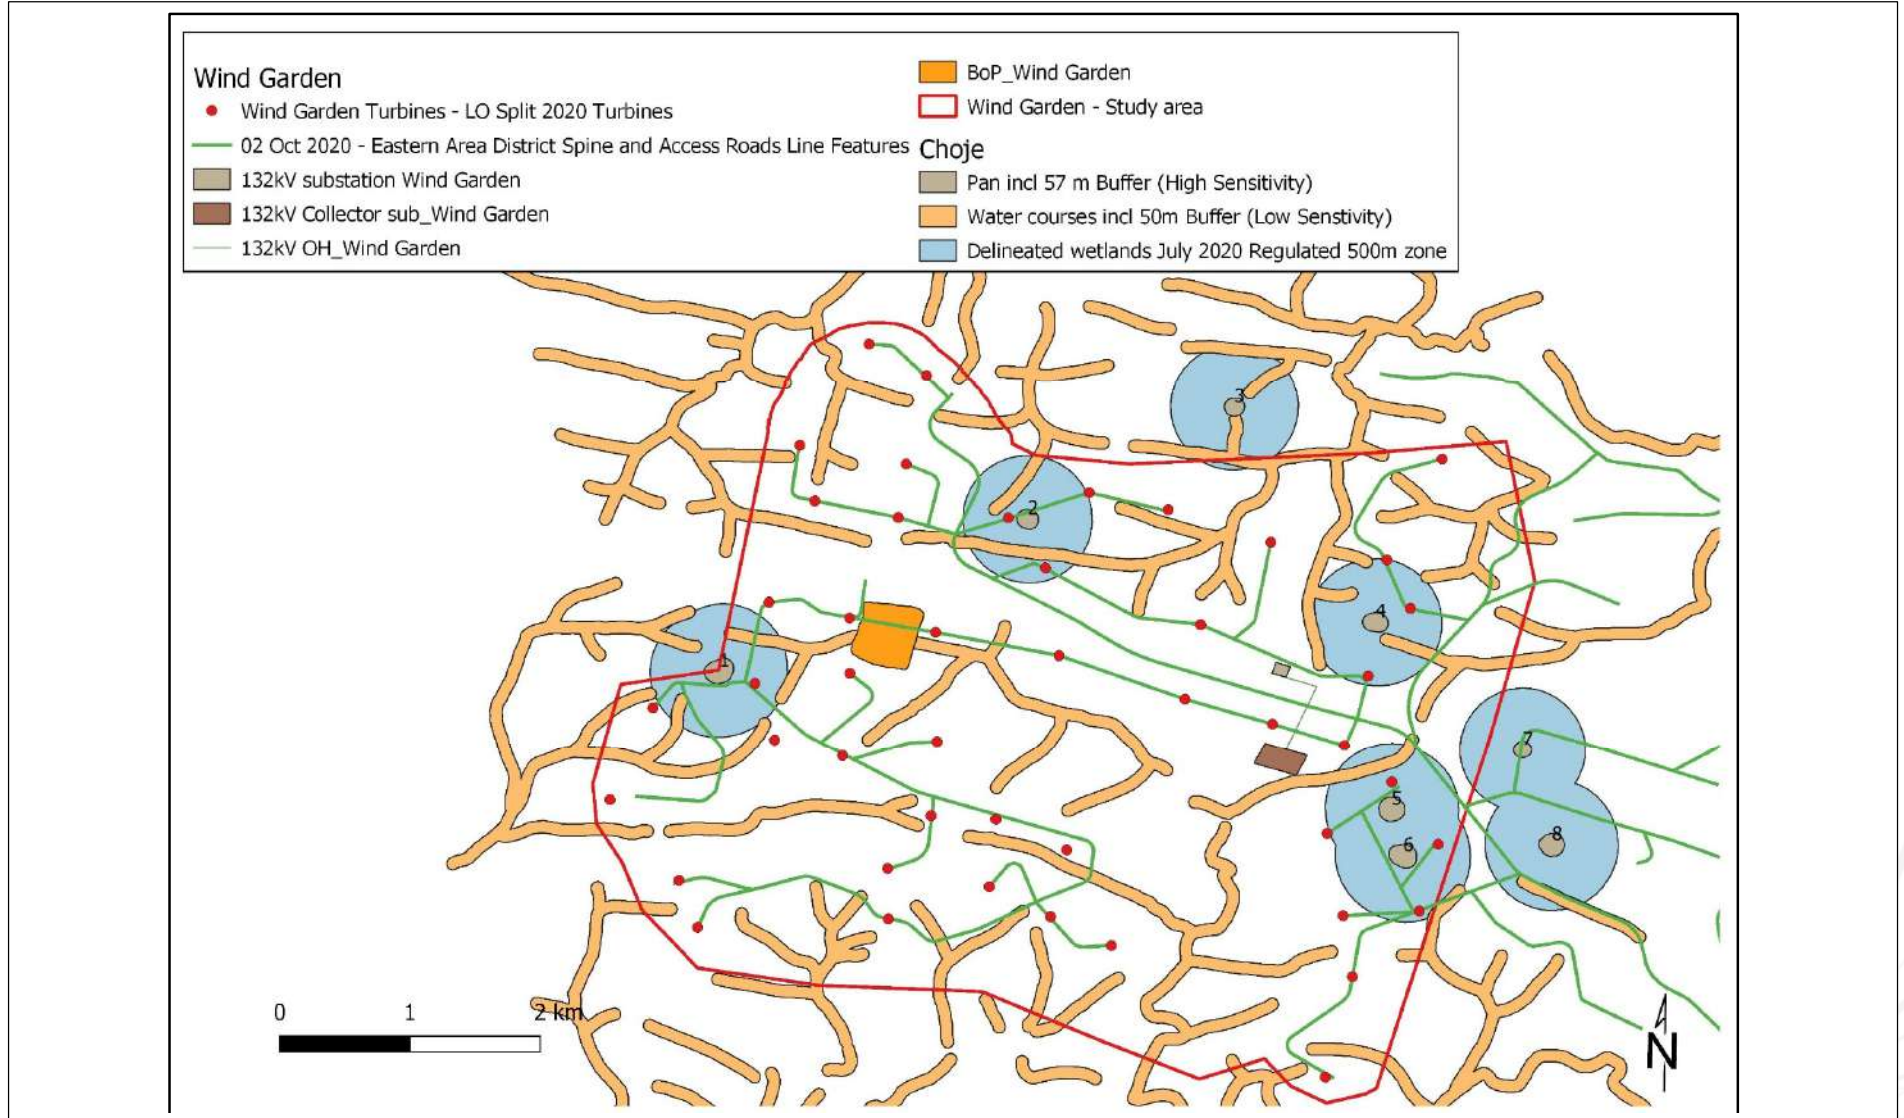 Wind Garden
Wind Garden Turbines - LO Split 2020 Turbines
02 Oct 2020 - Eastern Area District Spine and Access Roads Line Features
132kV substation Wind Garden
132kV Collector sub_Wind Garden
132kV OH_Wind Garden
BoP_Wind Garden
Wind Garden - Study area
Choje
Pan incl 57 m Buffer (High Sensitivity)
Water courses incl 50m Buffer (Low Senstivity)
Delineated wetlands July 2020 Regulated 500m zone
3
2
4
1
7
5
8
6
0 1 2 km
N